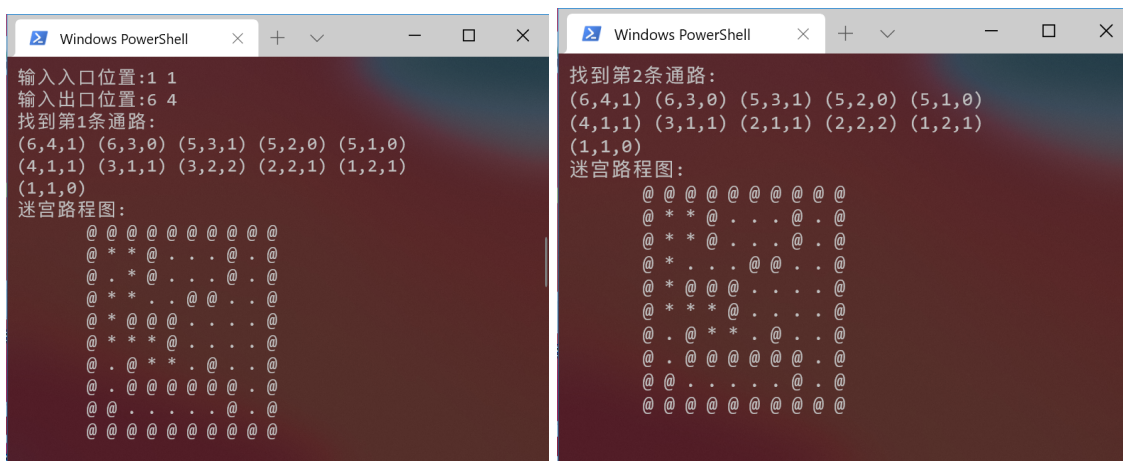 Windows PowerShell
输入入口位置:1 1
输入出口位置:6 4
找到第1条通路:
(6,4,1) (6,3,0) (5,3,1) (5,2,0) (5,1,0)
(4,1,1) (3,1,1) (3,2,2) (2,2,1) (1,2,1)
(1,1,0)
迷宫路程图:
@ @ @ @ @ @ @ @ @ @
@ * * @ . . . @ . @
@ . * @ . . . @ . @
@ * * . . @ @ . . @
@ * @ @ @ . . . . @
@ * * * @ . . . . @
@ . @ * * . @ . . @
@ . @ @ @ @ @ @ . @
@ @ . . . . . @ . @
@ @ @ @ @ @ @ @ @ @
Windows PowerShell
找到第2条通路:
(6,4,1) (6,3,0) (5,3,1) (5,2,0) (5,1,0)
(4,1,1) (3,1,1) (2,1,1) (2,2,2) (1,2,1)
(1,1,0)
迷宫路程图:
@ @ @ @ @ @ @ @ @ @
@ * * @ . . . @ . @
@ * * @ . . . @ . @
@ * . . . @ @ . . @
@ * @ @ @ . . . . @
@ * * * @ . . . . @
@ . @ * * . @ . . @
@ . @ @ @ @ @ @ . @
@ @ . . . . . @ . @
@ @ @ @ @ @ @ @ @ @